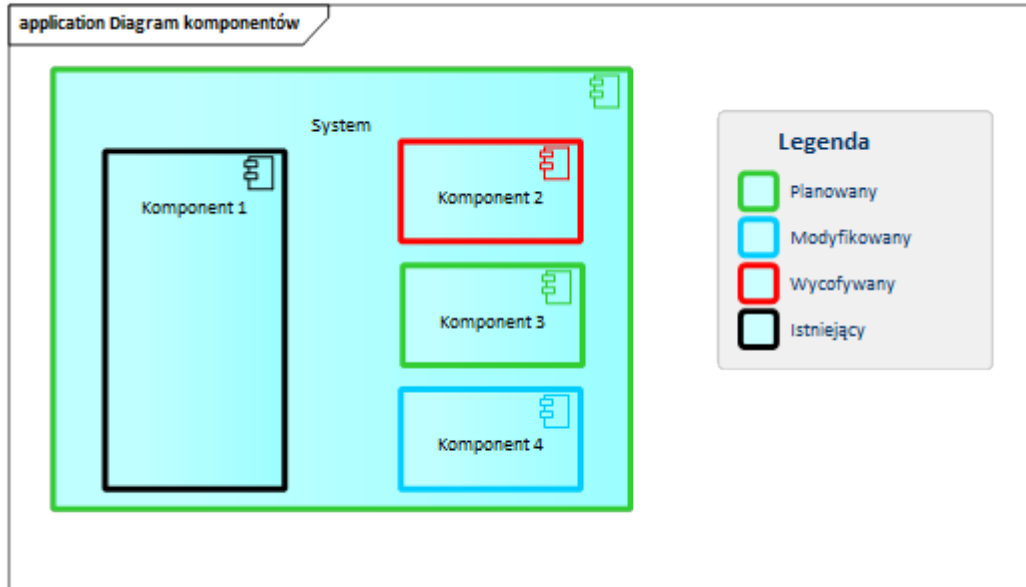 application Diagram komponentów
System
Komponent 1
Komponent 2
Komponent 3
Komponent 4
Legenda
Planowany
Modyfikowany
Wycofywany
Istniejący